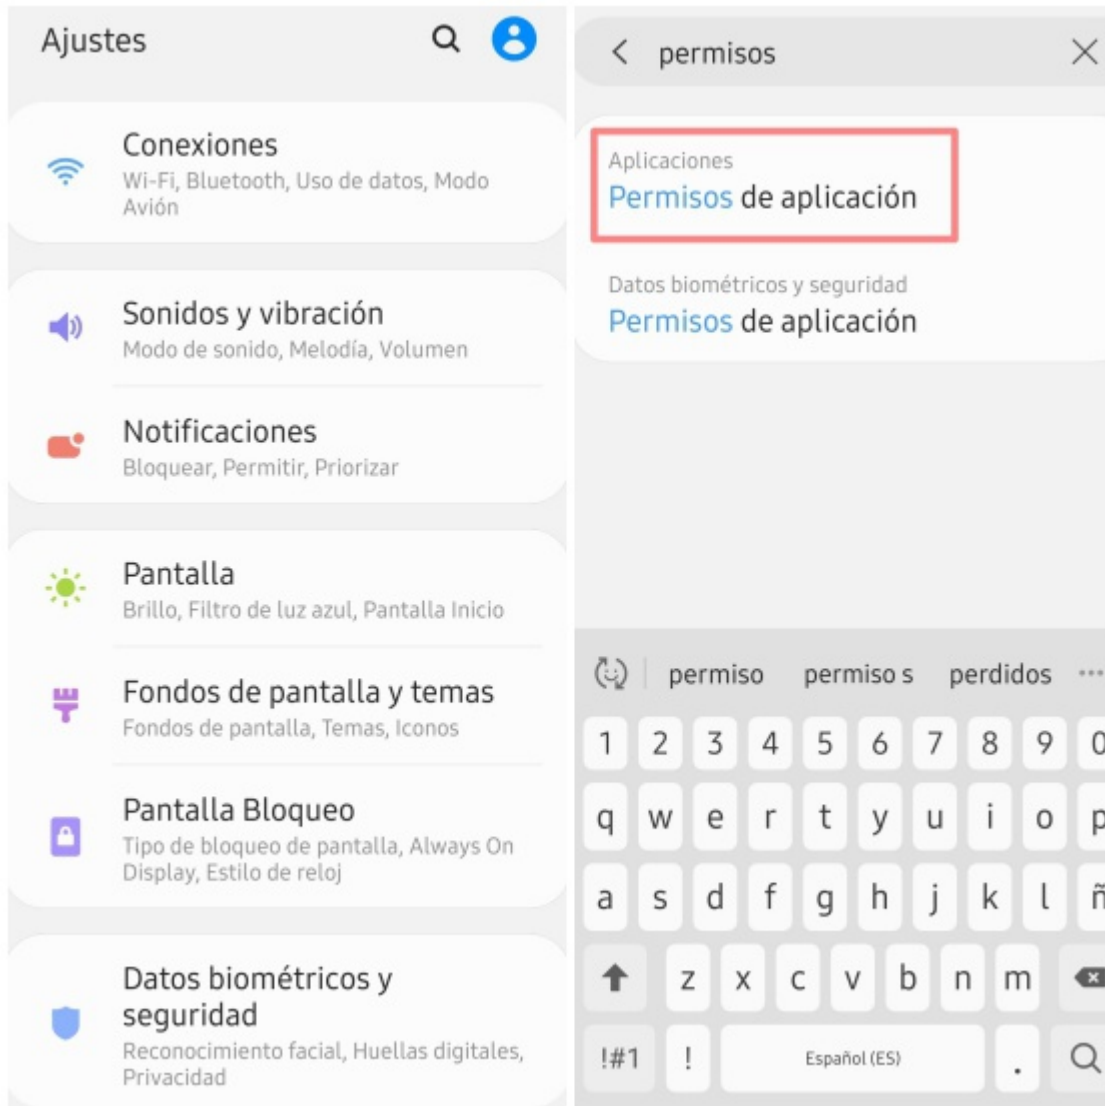 Ajustes
Conexiones
Wi-Fi, Bluetooth, Uso de datos, Modo
Avión
Sonidos y vibración
Modo de sonido, Melodía, Volumen
Notificaciones
Bloquear, Permitir, Priorizar
Pantalla
Brillo, Filtro de luz azul, Pantalla Inicio
Fondos de pantalla y temas
Fondos de pantalla, Temas, Iconos
Pantalla Bloqueo
Tipo de bloqueo de pantalla, Always On
Display, Estilo de reloj
Datos biométricos y
seguridad
Reconocimiento facial, Huellas digitales,
Privacidad
permisos
Aplicaciones
Permisos de aplicación
Datos biométricos y seguridad
Permisos de aplicación
permiso permiso s perdidos
1 2 3 4 5 6 7 8 9 0
q w e r t y u i o p
a s d f g h j k l ñ
z x c v b n m
!#1 ! Español (ES) .